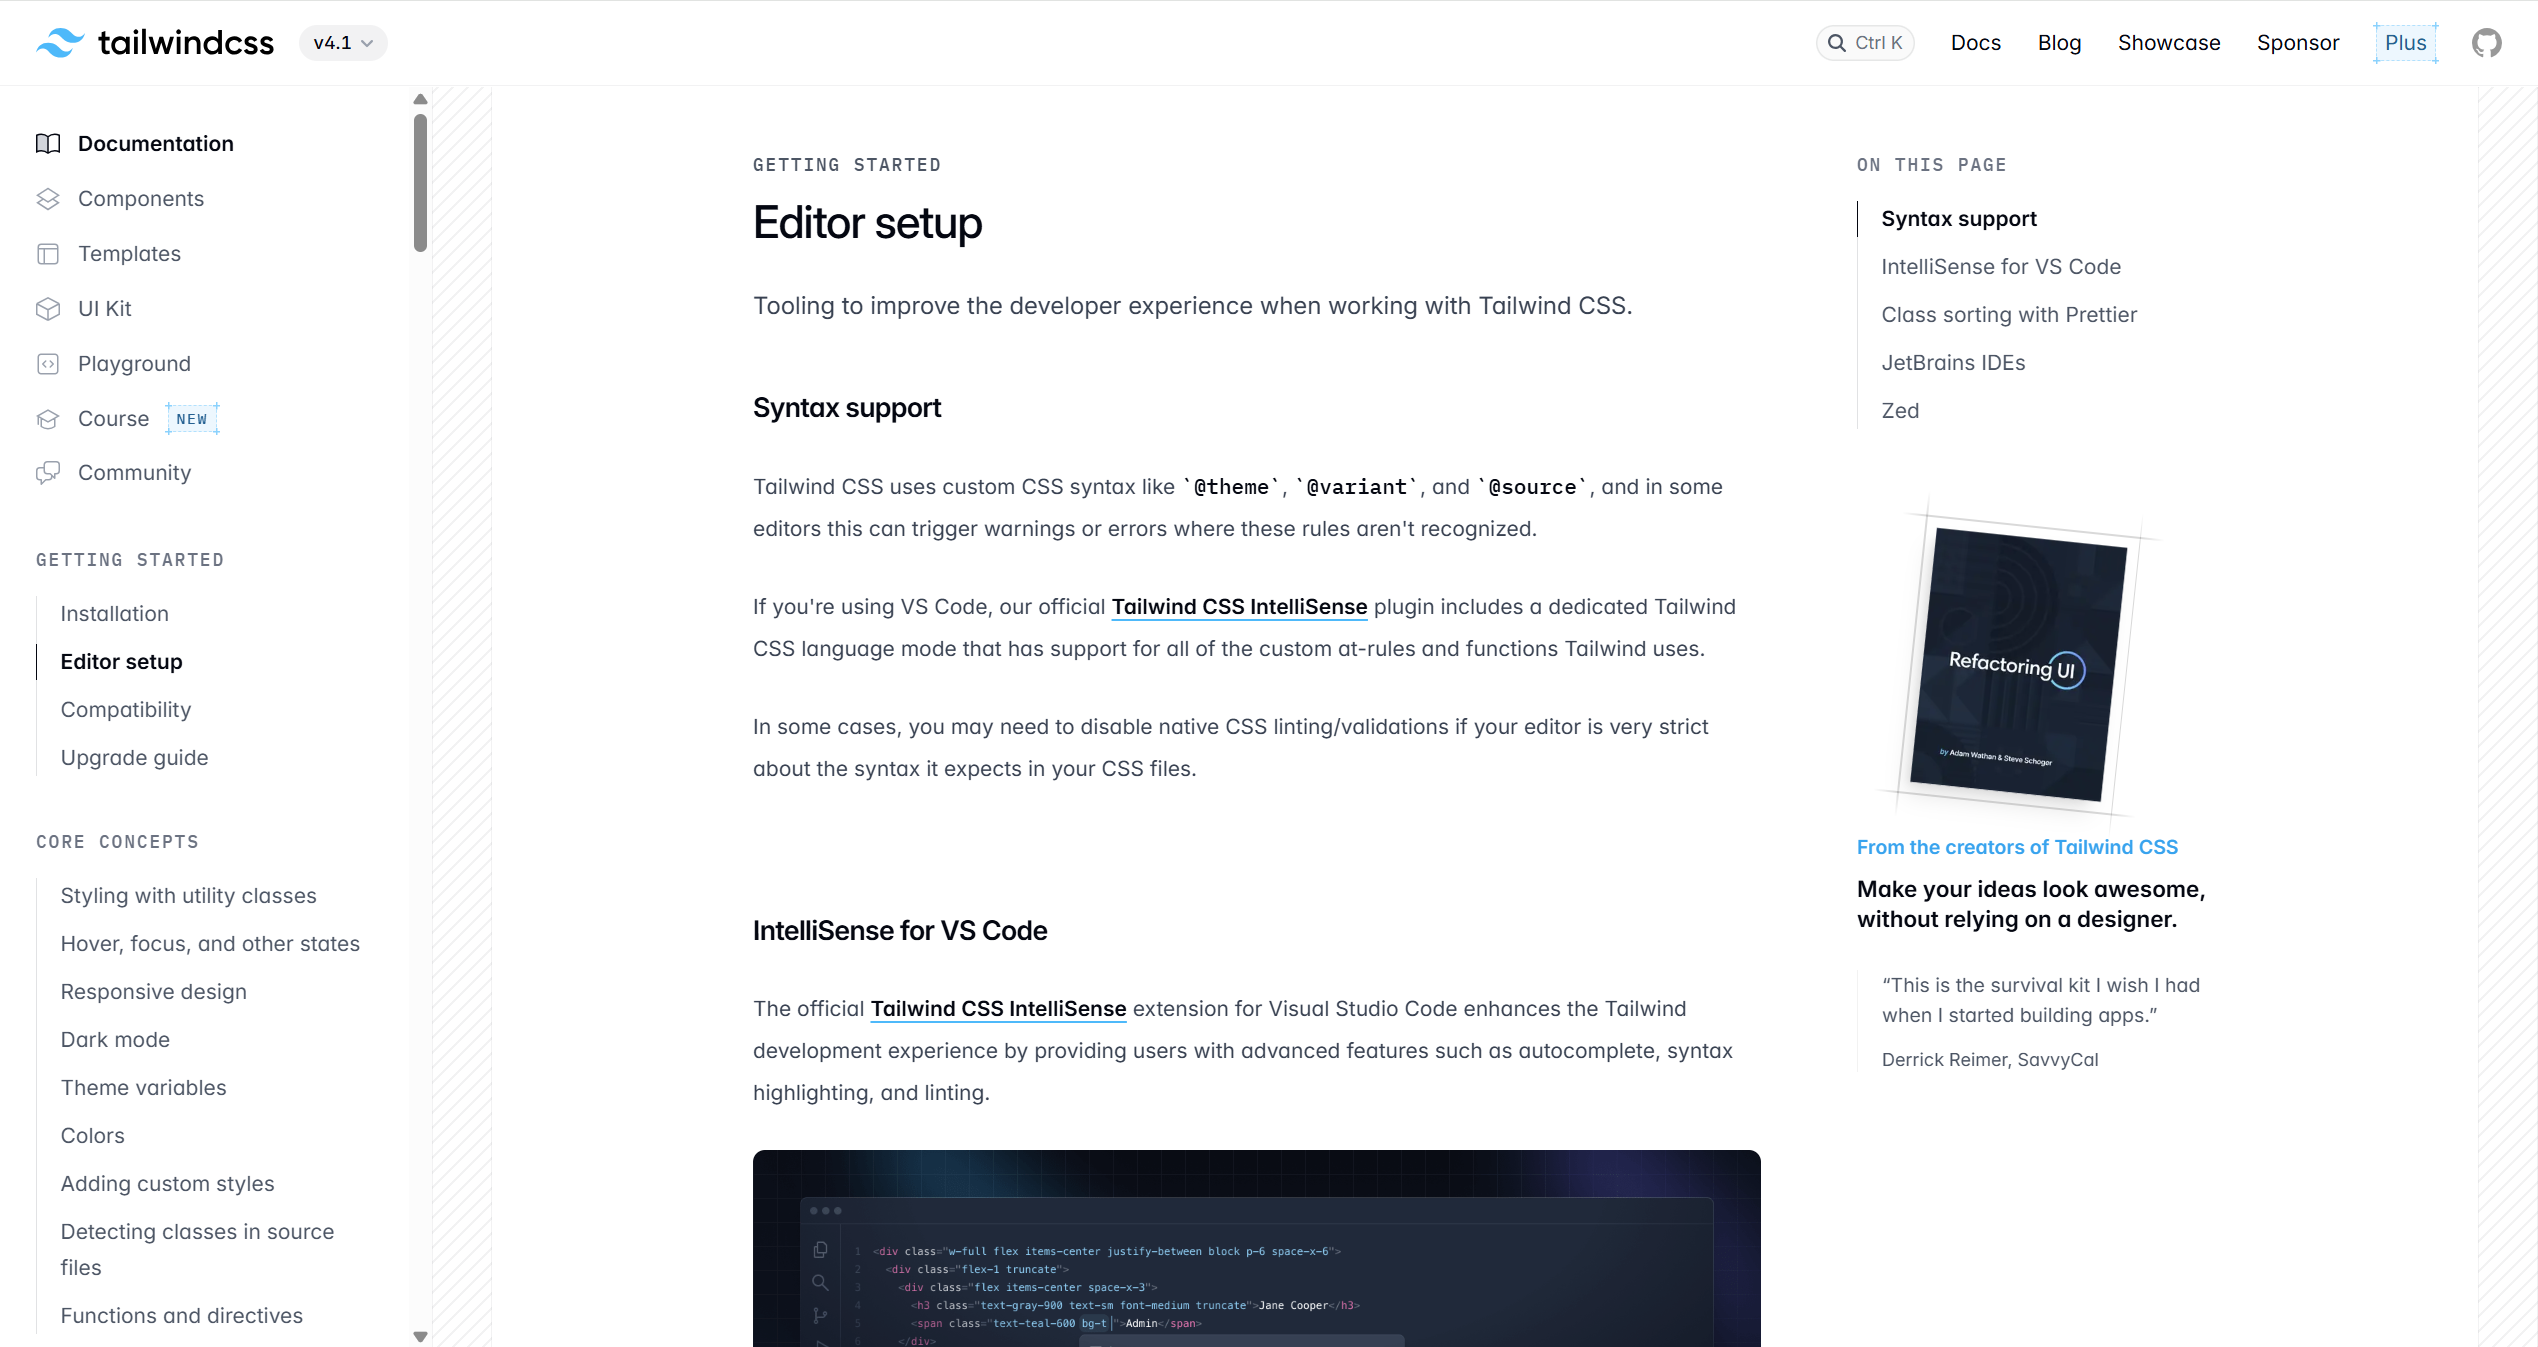 tailwindcss
v4.1
Ctrl K
Docs
Blog
Showcase
Sponsor
Plus
Documentation
Components
Templates
UI Kit
Playground
Course
NEW
Community
GETTING STARTED
Installation
Editor setup
Compatibility
Upgrade guide
CORE CONCEPTS
Styling with utility classes
Hover, focus, and other states
Responsive design
Dark mode
Theme variables
Colors
Adding custom styles
Detecting classes in source
files
Functions and directives
GETTING STARTED
Editor setup
Tooling to improve the developer experience when working with Tailwind CSS.
Syntax support
Tailwind CSS uses custom CSS syntax like `@theme`, `@variant`, and `@source`, and in some
editors this can trigger warnings or errors where these rules aren't recognized.
If you're using VS Code, our official Tailwind CSS IntelliSense plugin includes a dedicated Tailwind
CSS language mode that has support for all of the custom at-rules and functions Tailwind uses.
In some cases, you may need to disable native CSS linting/validations if your editor is very strict
about the syntax it expects in your CSS files.
IntelliSense for VS Code
The official Tailwind CSS IntelliSense extension for Visual Studio Code enhances the Tailwind
development experience by providing users with advanced features such as autocomplete, syntax
highlighting, and linting.
1 <div class="w-full flex items-center justify-between block p-6 space-x-6">
2 <div class="flex-1 truncate">
3 <div class="flex items-center space-x-3">
4 <h3 class="text-gray-900 text-sm font-medium truncate">Jane Cooper</h3>
5 <span class="text-teal-600 bg-t ">Admin</span>
6 </div>
ON THIS PAGE
Syntax support
IntelliSense for VS Code
Class sorting with Prettier
JetBrains IDEs
Zed
Refactoring UI
by Adam Wathan & Steve Schoger
From the creators of Tailwind CSS
Make your ideas look awesome,
without relying on a designer.
“This is the survival kit I wish I had
when I started building apps.”
Derrick Reimer, SavvyCal